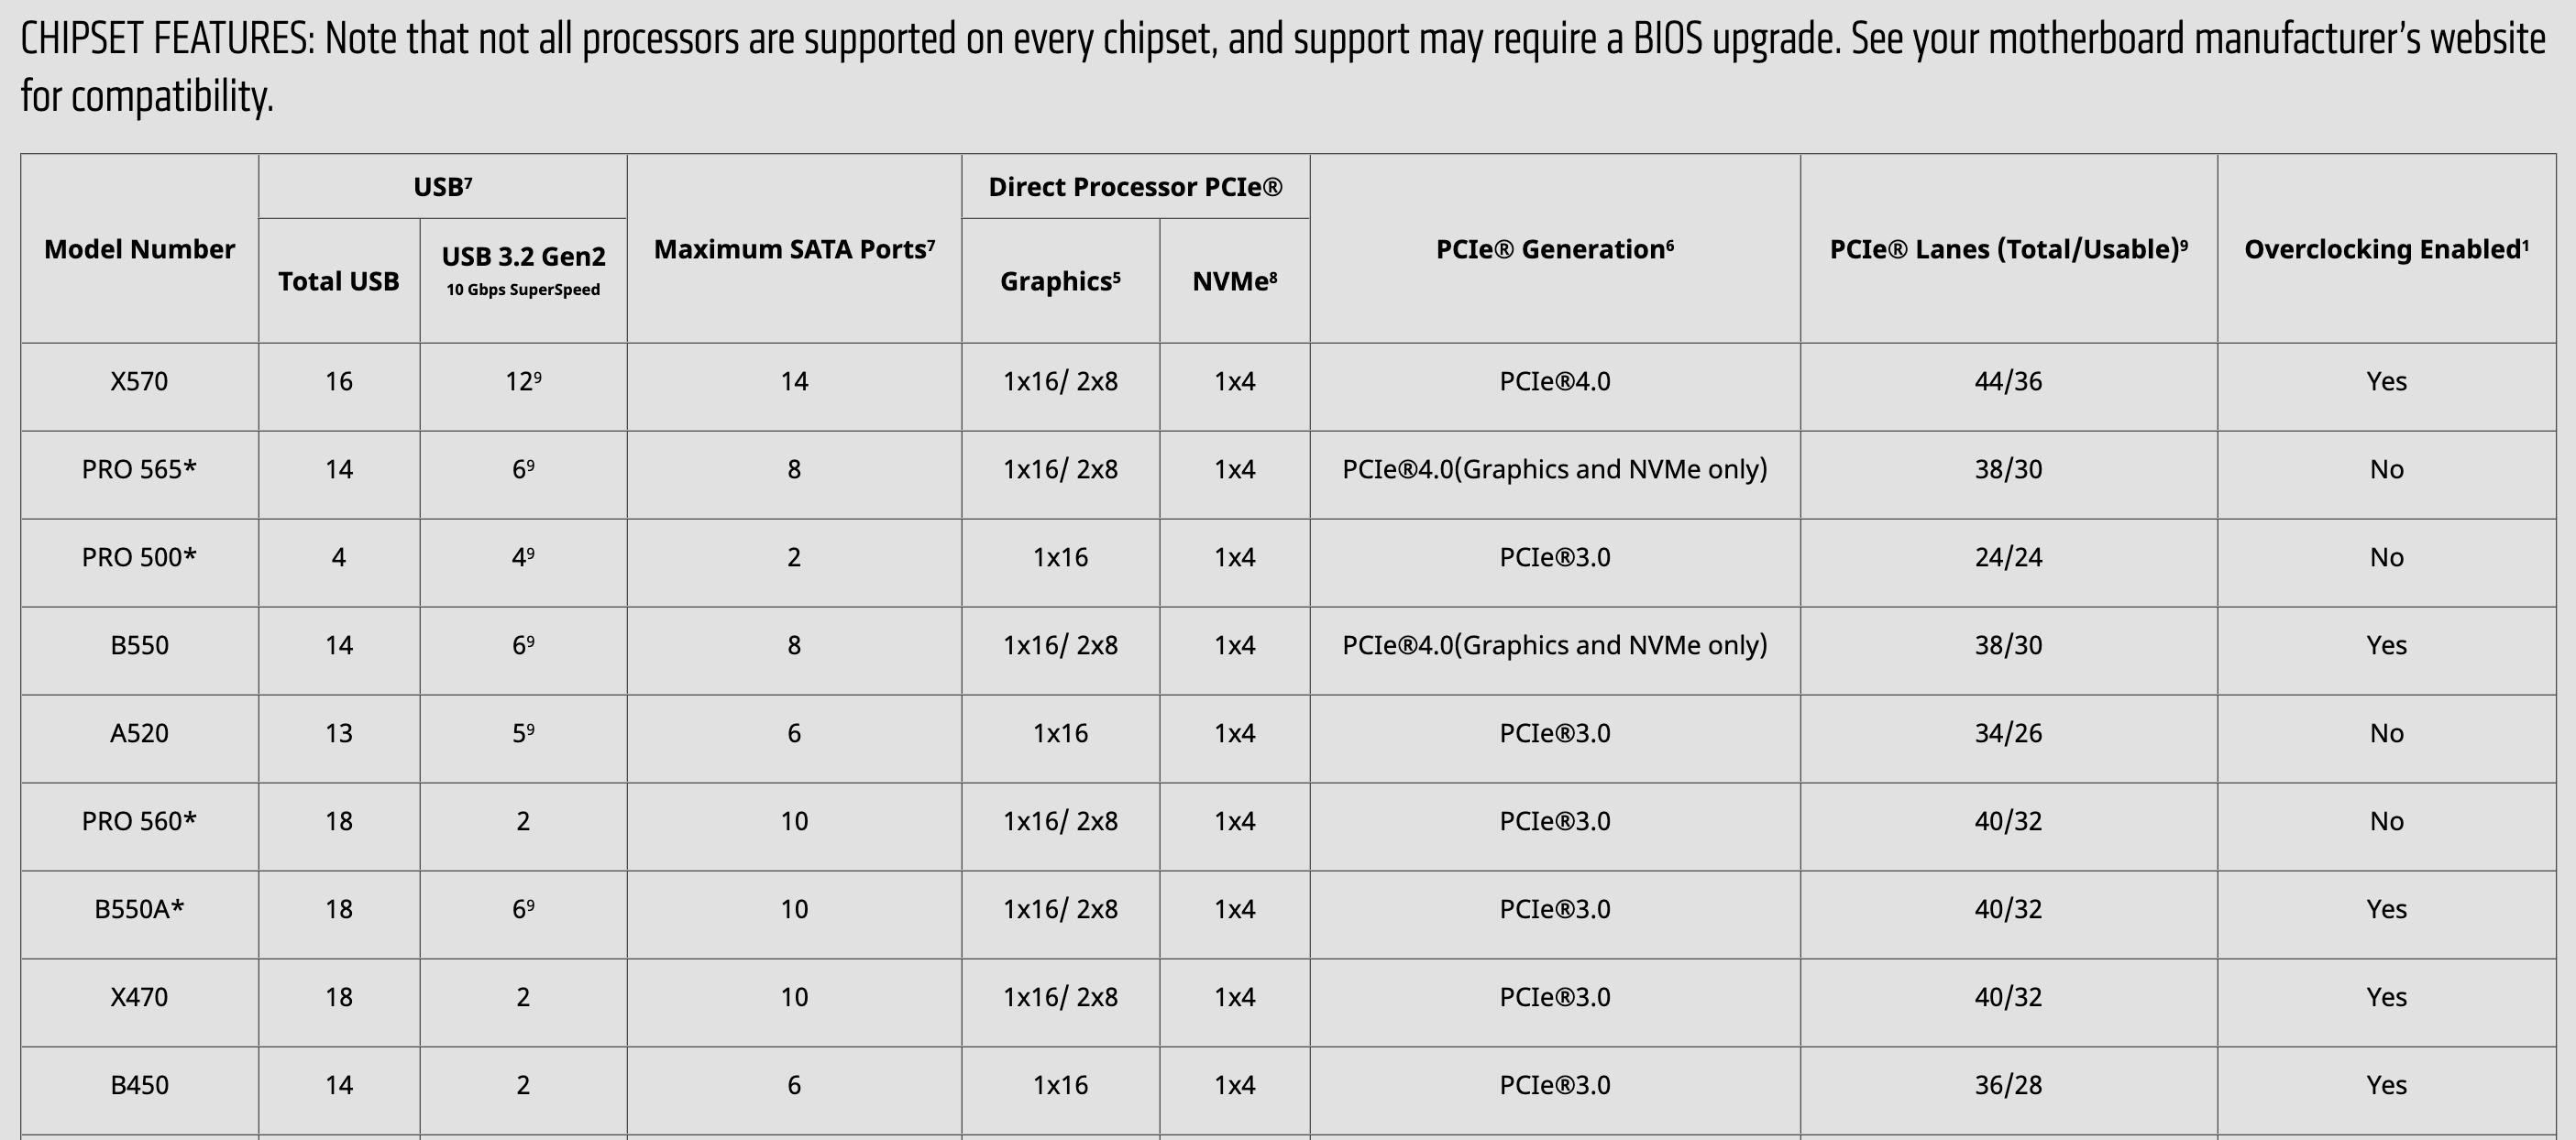 CHIPSET FEATURES: Note that not all processors are supported on every chipset, and support may require a BIOS upgrade. See your motherboard manufacturer’s website
for compatibility.
Model Number USB⁷ Maximum SATA Ports⁷ Direct Processor PCIe® PCIe® Generation⁶ PCIe® Lanes (Total/Usable)⁹ Overclocking Enabled¹
Total USB USB 3.2 Gen2 Graphics⁵ NVMe⁸
10 Gbps SuperSpeed
X570 16 12⁹ 14 1x16/ 2x8 1x4 PCIe®4.0 44/36 Yes
PRO 565* 14 6⁹ 8 1x16/ 2x8 1x4 PCIe®4.0(Graphics and NVMe only) 38/30 No
PRO 500* 4 4⁹ 2 1x16 1x4 PCIe®3.0 24/24 No
B550 14 6⁹ 8 1x16/ 2x8 1x4 PCIe®4.0(Graphics and NVMe only) 38/30 Yes
A520 13 5⁹ 6 1x16 1x4 PCIe®3.0 34/26 No
PRO 560* 18 2 10 1x16/ 2x8 1x4 PCIe®3.0 40/32 No
B550A* 18 6⁹ 10 1x16/ 2x8 1x4 PCIe®3.0 40/32 Yes
X470 18 2 10 1x16/ 2x8 1x4 PCIe®3.0 40/32 Yes
B450 14 2 6 1x16 1x4 PCIe®3.0 36/28 Yes